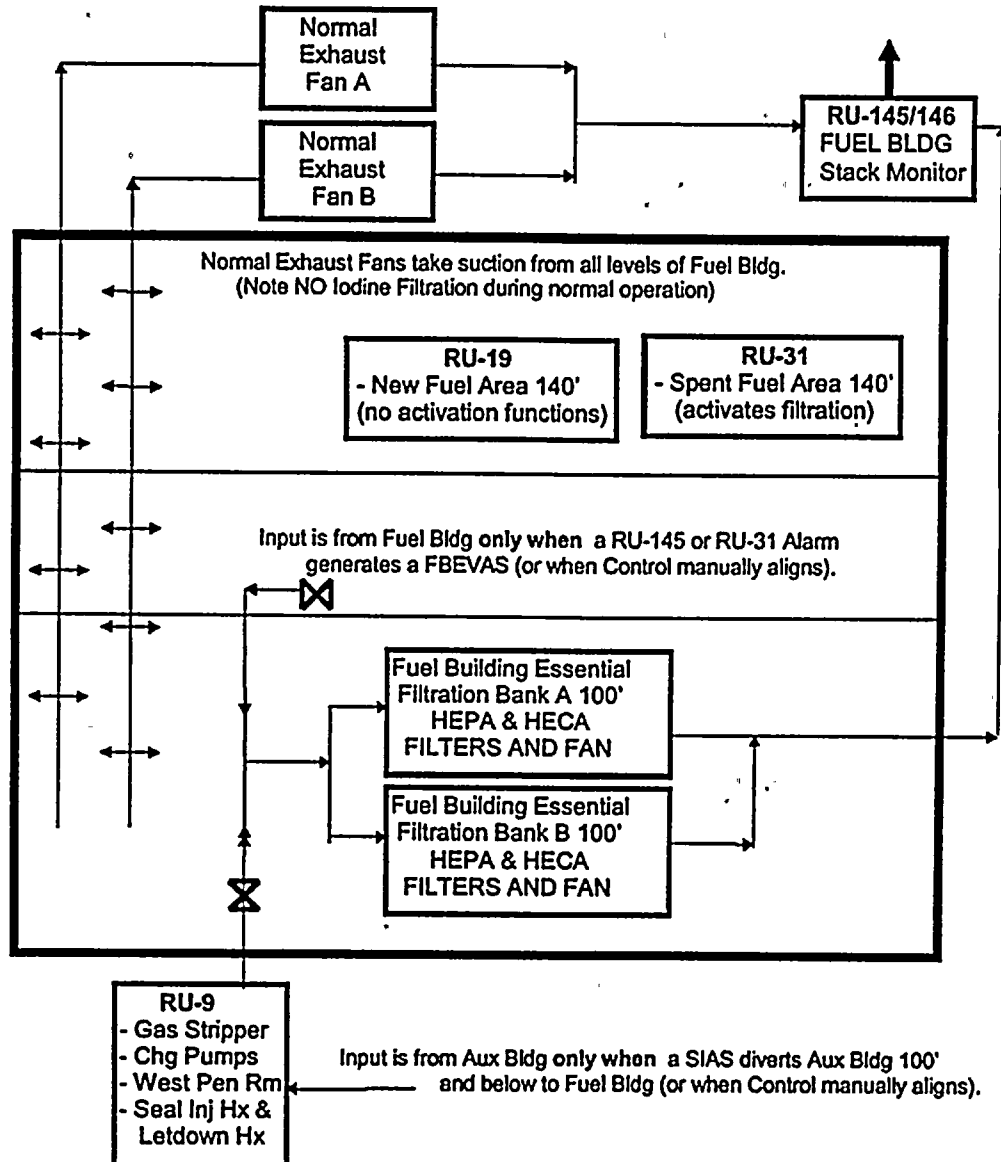 Normal
Exhaust
Fan A
Normal
Exhaust
Fan B
RU-145/146
FUEL BLDG
Stack Monitor
Normal Exhaust Fans take suction from all levels of Fuel Bldg.
(Note NO Iodine Filtration during normal operation)
RU-19
- New Fuel Area 140'
(no activation functions)
RU-31
- Spent Fuel Area 140'
(activates filtration)
Input is from Fuel Bldg only when a RU-145 or RU-31 Alarm
generates a FBEVAS (or when Control manually aligns).
Fuel Building Essential
Filtration Bank A 100'
HEPA & HECA
FILTERS AND FAN
Fuel Building Essential
Filtration Bank B 100'
HEPA & HECA
FILTERS AND FAN
RU-9
- Gas Stripper
- Chg Pumps
- West Pen Rm
- Seal Inj Hx &
Letdown Hx
Input is from Aux Bldg only when a SIAS diverts Aux Bldg 100'
and below to Fuel Bldg (or when Control manually aligns).